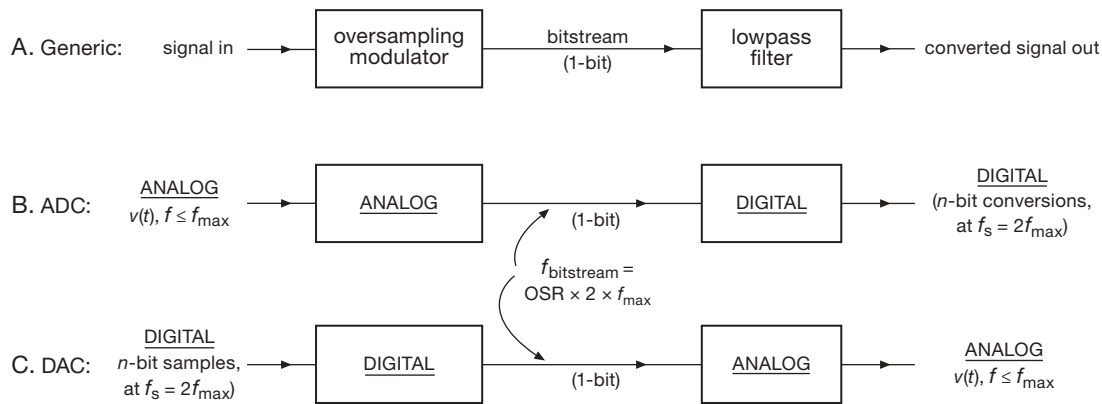 A. Generic:
signal in
oversampling
modulator
bitstream
(1-bit)
lowpass
filter
converted signal out
B. ADC:
ANALOG
v(t), f ≤ fmax
ANALOG
(1-bit)
DIGITAL
DIGITAL
(n-bit conversions,
at fs = 2fmax)
fbitstream =
OSR × 2 × fmax
C. DAC:
DIGITAL
n-bit samples,
at fs = 2fmax)
DIGITAL
(1-bit)
ANALOG
ANALOG
v(t), f ≤ fmax